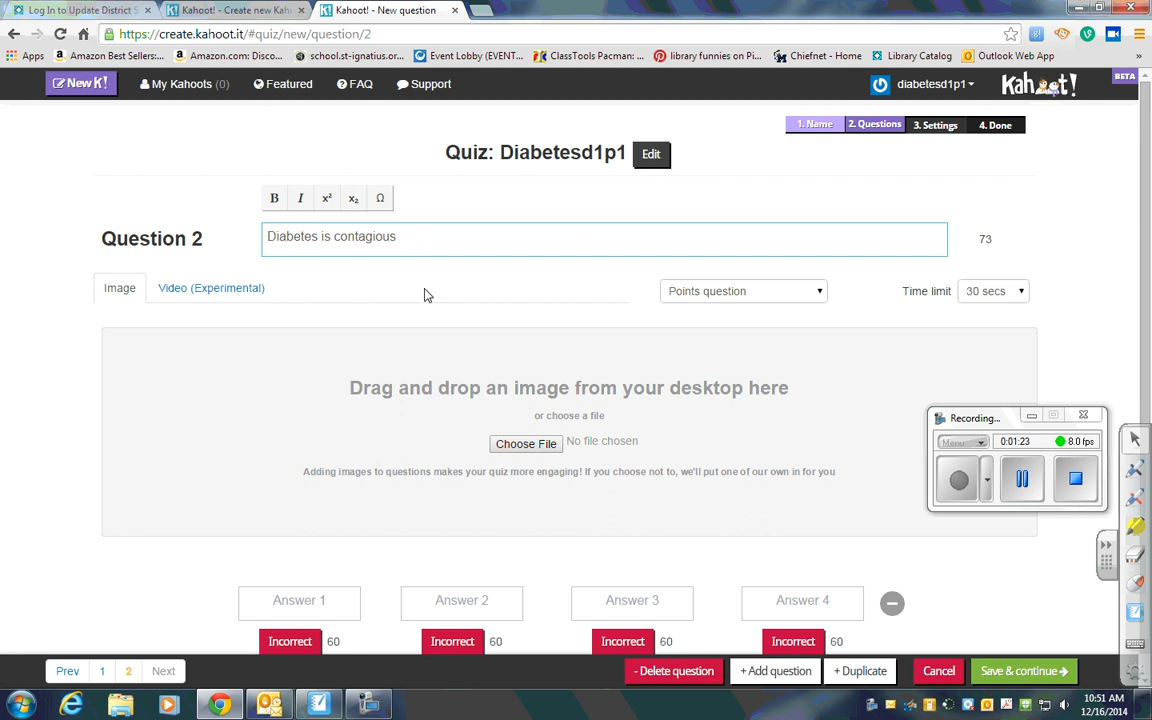 Log In to Update District S
Kahoot! - Create new Kah
Kahoot! - New question
https://create.kahoot.it/#quiz/new/question/2
Apps
Amazon Best Sellers:...
Amazon.com: Disco...
school.st-ignatius.or...
Event Lobby (EVENT...
ClassTools Pacman: ...
library funnies on Pi...
Chiefnet - Home
Library Catalog
Outlook Web App
»
New K!
My Kahoots (0)
Featured
FAQ
Support
diabetesd1p1
Kahoot!
BETA
1. Name
2. Questions
3. Settings
4. Done
Quiz: Diabetesd1p1
Edit
B I x² x₂ Ω
Question 2
Diabetes is contagious
73
Image
Video (Experimental)
Points question
Time limit
30 secs
Drag and drop an image from your desktop here
or choose a file
Choose File No file chosen
Adding images to questions makes your quiz more engaging! If you choose not to, we'll put one of our own in for you
Recording...
Menu
0:01:23
8.0 fps
Answer 1
Answer 2
Answer 3
Answer 4
Incorrect 60
Incorrect 60
Incorrect 60
Incorrect 60
Prev
1
2
Next
- Delete question
+ Add question
+ Duplicate
Cancel
Save & continue
10:51 AM
12/16/2014